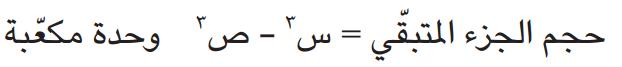 حجم الجزء المتبقّي = س٣ – ص٣ وحدة مكعّبة